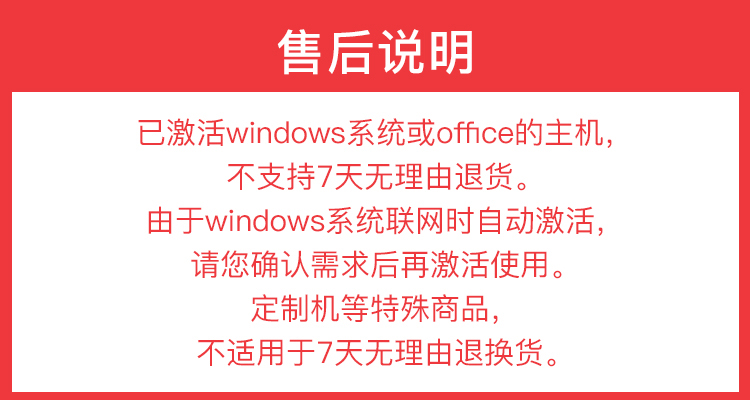 售后说明
已激活windows系统或office的主机,
不支持7天无理由退货。
由于windows系统联网时自动激活,
请您确认需求后再激活使用。
定制机等特殊商品,
不适用于7天无理由退换货。